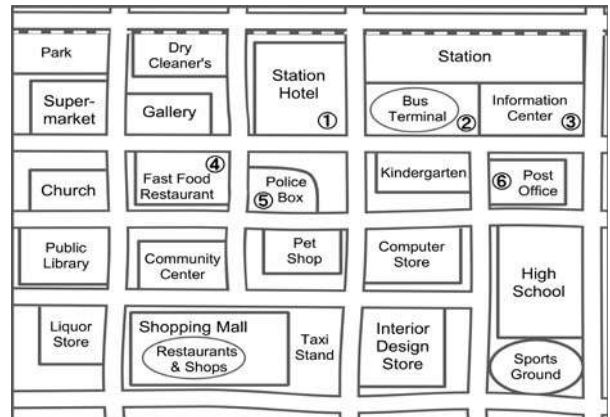 Park
Dry
Cleaner's
Station
Hotel
①
Station
Super-
market
Gallery
Bus
Terminal
②
Information
Center
③
Church
④
Fast Food
Restaurant
Police
Box
⑤
Kindergarten
⑥
Post
Office
Public
Library
Community
Center
Pet
Shop
Computer
Store
High
School
Liquor
Store
Shopping Mall
Restaurants
& Shops
Taxi
Stand
Interior
Design
Store
Sports
Ground